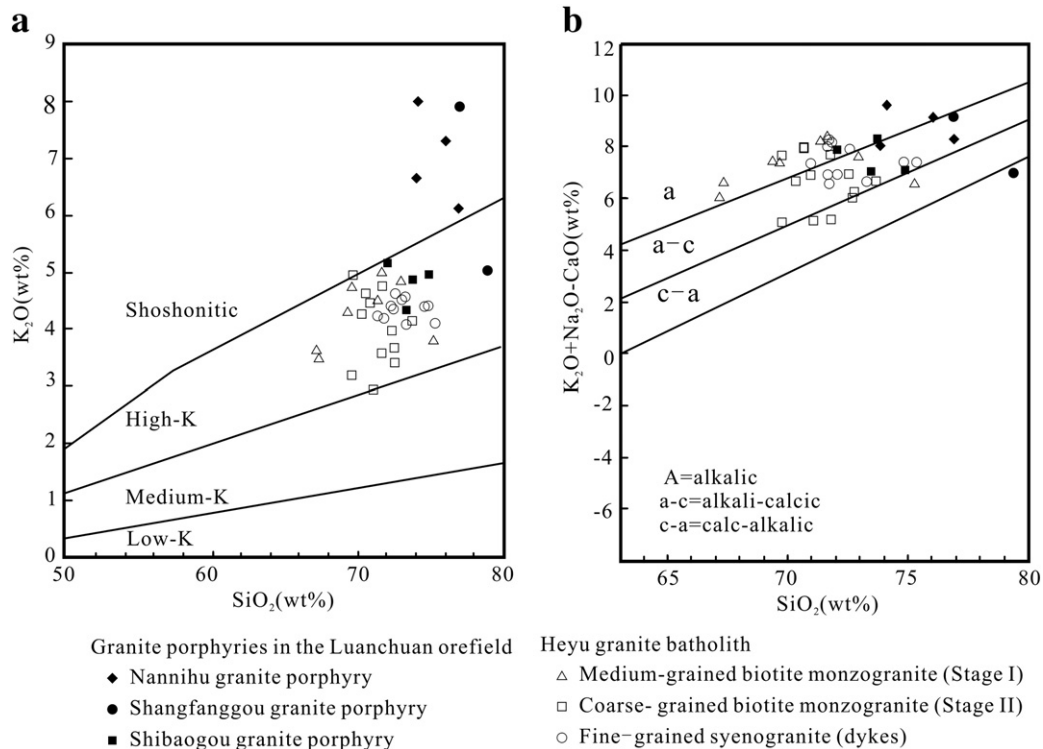 a
9
8
7
6
5
4
3
2
1
0
K₂O(wt%)
Shoshonitic
High-K
Medium-K
Low-K
50
60
70
80
SiO₂(wt%)
b
12
10
8
6
4
2
0
-2
-4
-6
K₂O+Na₂O-CaO(wt%)
a
a-c
c-a
A=alkalic
a-c=alkali-calcic
c-a=calc-alkalic
65
70
75
80
SiO₂(wt%)
Granite porphyries in the Luanchuan orefield
Nannihu granite porphyry
Shangfanggou granite porphyry
Shibaogou granite porphyry
Heyu granite batholith
Medium-grained biotite monzogranite (Stage I)
Coarse- grained biotite monzogranite (Stage II)
Fine-grained syenogranite (dykes)